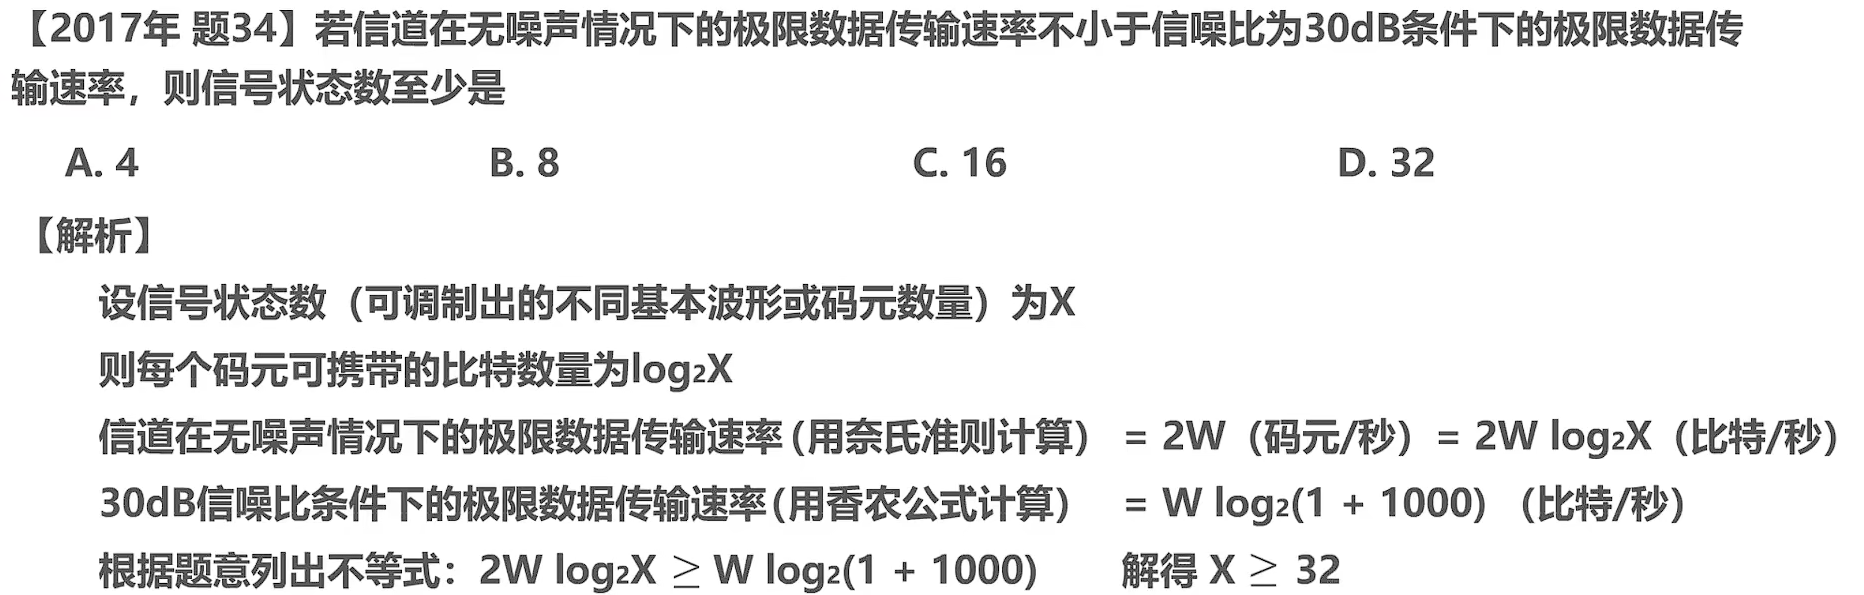 【2017年 题34】若信道在无噪声情况下的极限数据传输速率不小于信噪比为30dB条件下的极限数据传
输速率，则信号状态数至少是
A. 4 B. 8 C. 16 D. 32
【解析】
设信号状态数（可调制出的不同基本波形或码元数量）为X
则每个码元可携带的比特数量为log₂X
信道在无噪声情况下的极限数据传输速率（用奈氏准则计算） = 2W（码元/秒）= 2W log₂X（比特/秒）
30dB信噪比条件下的极限数据传输速率（用香农公式计算） = W log₂(1 + 1000) （比特/秒）
根据题意列出不等式：2W log₂X ≥ W log₂(1 + 1000) 解得 X ≥ 32